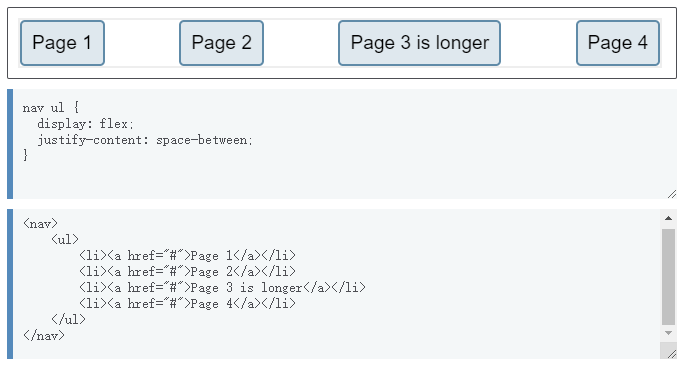 Page 1 Page 2 Page 3 is longer Page 4
nav ul {
  display: flex;
  justify-content: space-between;
}
<nav>
    <ul>
        <li><a href="#">Page 1</a></li>
        <li><a href="#">Page 2</a></li>
        <li><a href="#">Page 3 is longer</a></li>
        <li><a href="#">Page 4</a></li>
    </ul>
</nav>